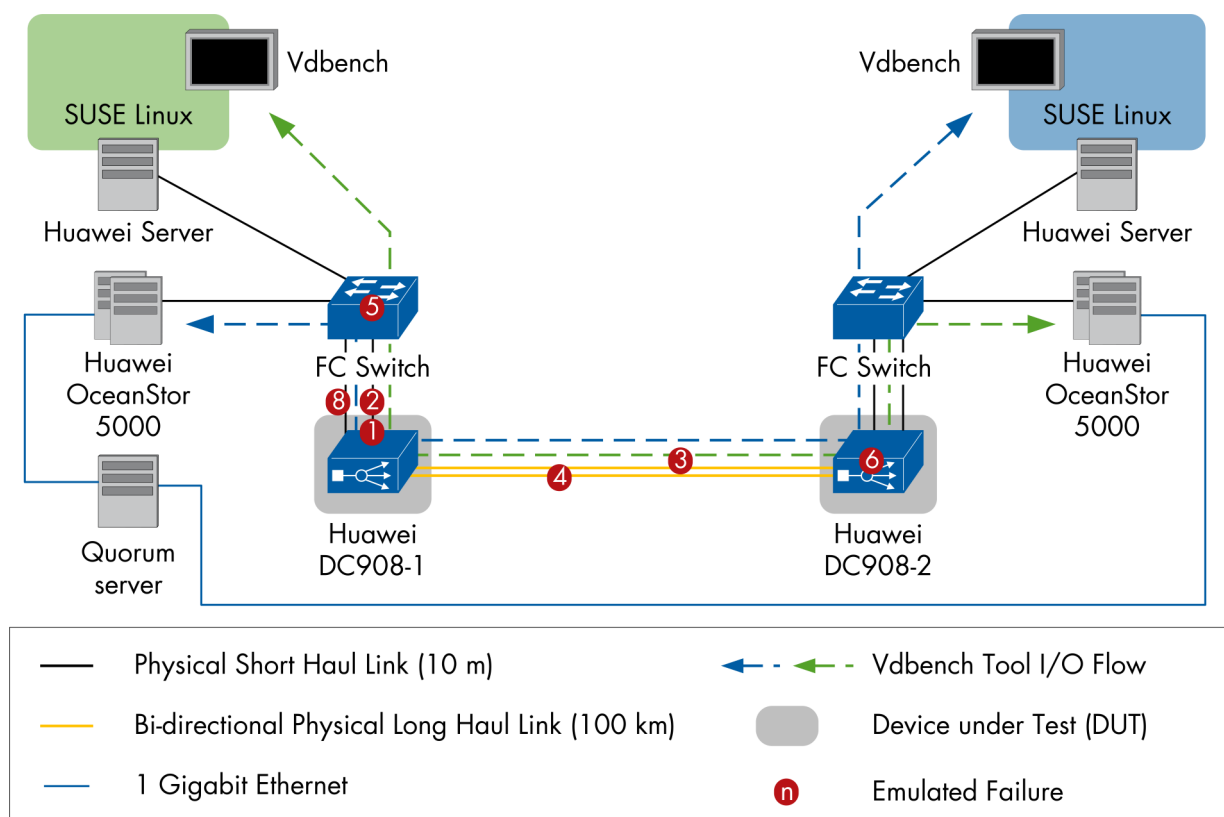 Vdbench
SUSE Linux
Huawei Server
Vdbench
SUSE Linux
Huawei Server
5
FC Switch
FC Switch
Huawei
OceanStor
5000
Huawei
OceanStor
5000
8
2
1
3
4
6
Huawei
DC908-1
Huawei
DC908-2
Quorum
server
Physical Short Haul Link (10 m)
Vdbench Tool I/O Flow
Bi-directional Physical Long Haul Link (100 km)
Device under Test (DUT)
1 Gigabit Ethernet
n
Emulated Failure